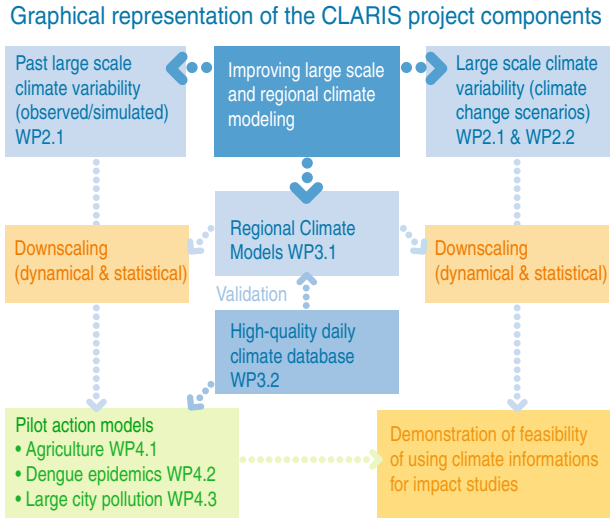 Graphical representation of the CLARIS project components
Past large scale
climate variability
(observed/simulated)
WP2.1
Improving large scale
and regional climate
modeling
Large scale climate
variability (climate
change scenarios)
WP2.1 & WP2.2
Regional Climate
Models WP3.1
Downscaling
(dynamical & statistical)
Downscaling
(dynamical & statistical)
Validation
High-quality daily
climate database
WP3.2
Pilot action models
• Agriculture WP4.1
• Dengue epidemics WP4.2
• Large city pollution WP4.3
Demonstration of feasibility
of using climate informations
for impact studies